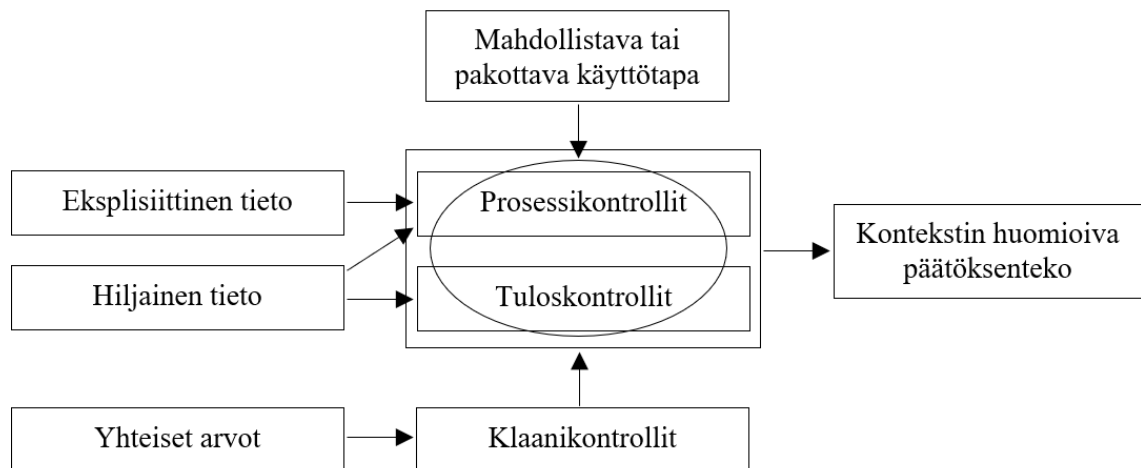 Mahdollistava tai
pakottava käyttötapa
Eksplisiittinen tieto
Prosessikontrollit
Kontekstin huomioiva
päätöksenteko
Hiljainen tieto
Tuloskontrollit
Yhteiset arvot
Klaanikontrollit